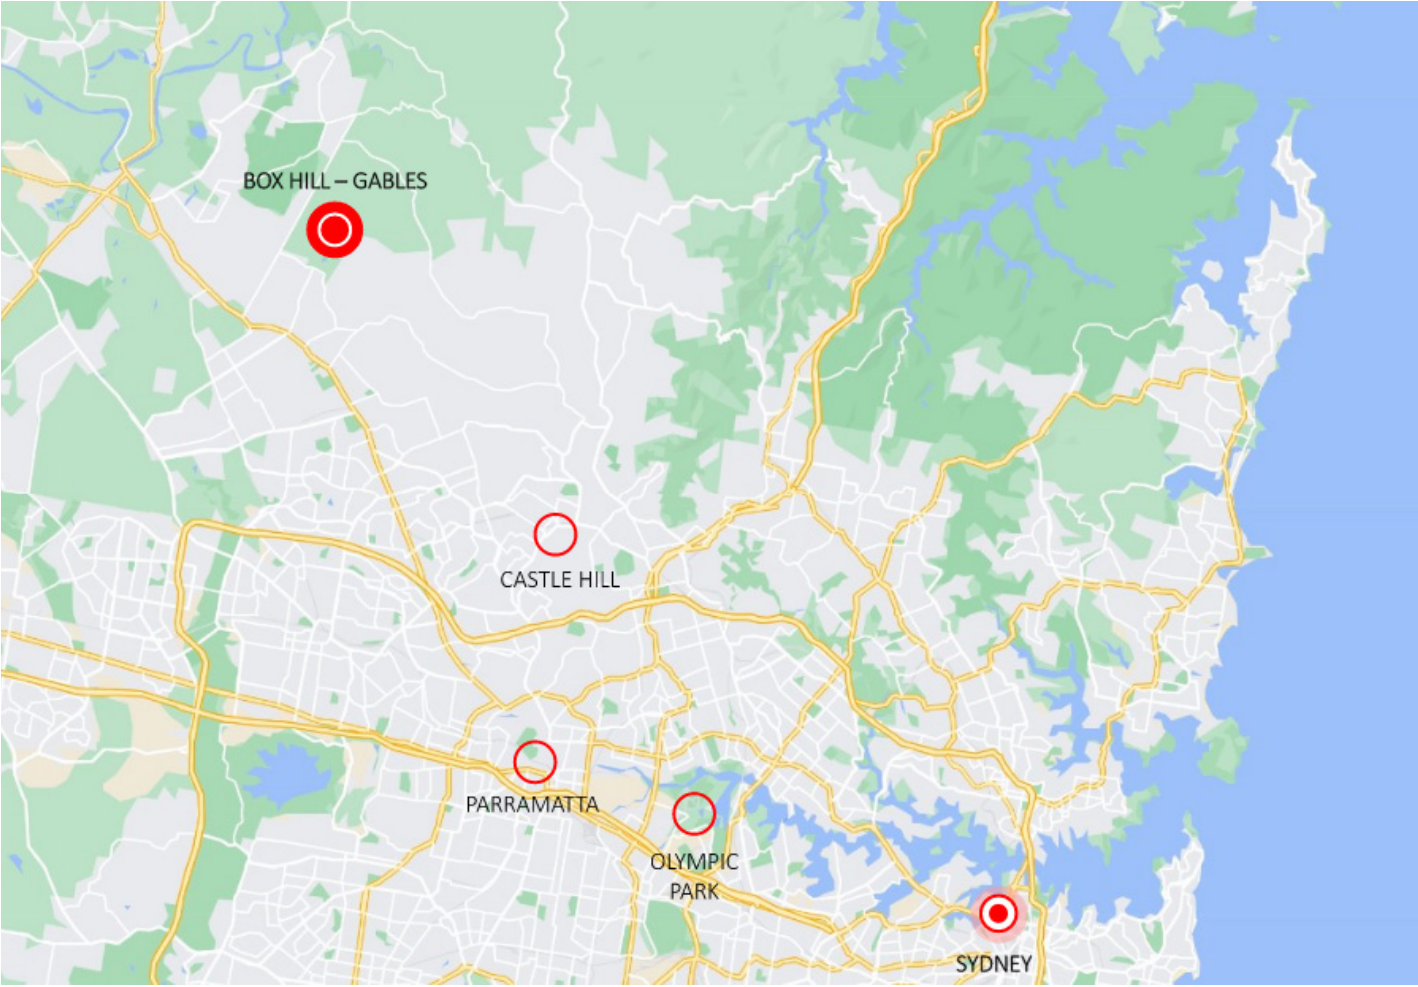 BOX HILL – GABLES
CASTLE HILL
PARRAMATTA
OLYMPIC
PARK
SYDNEY